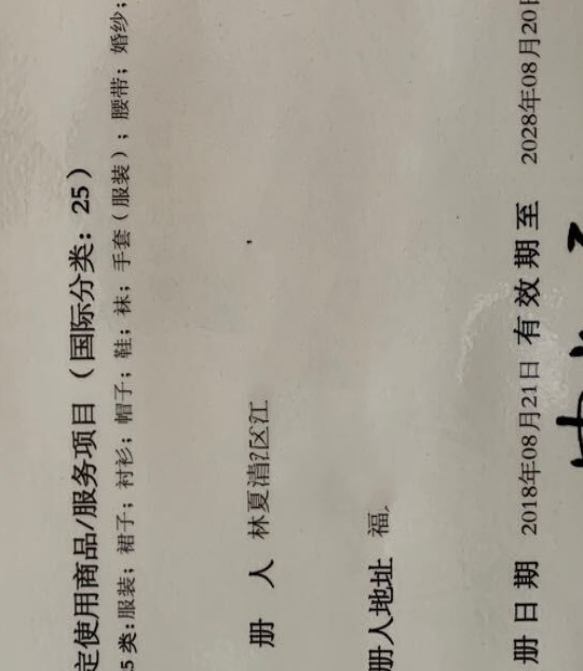 定使用商品/服务项目（国际分类：25）
5类:服装；裙子；衬衫；帽子；鞋；袜；手套（服装）；腰带；婚纱；
册 人 林夏清 区江
册人地址 福
册日期 2018年08月21日 有效期至 2028年08月20日